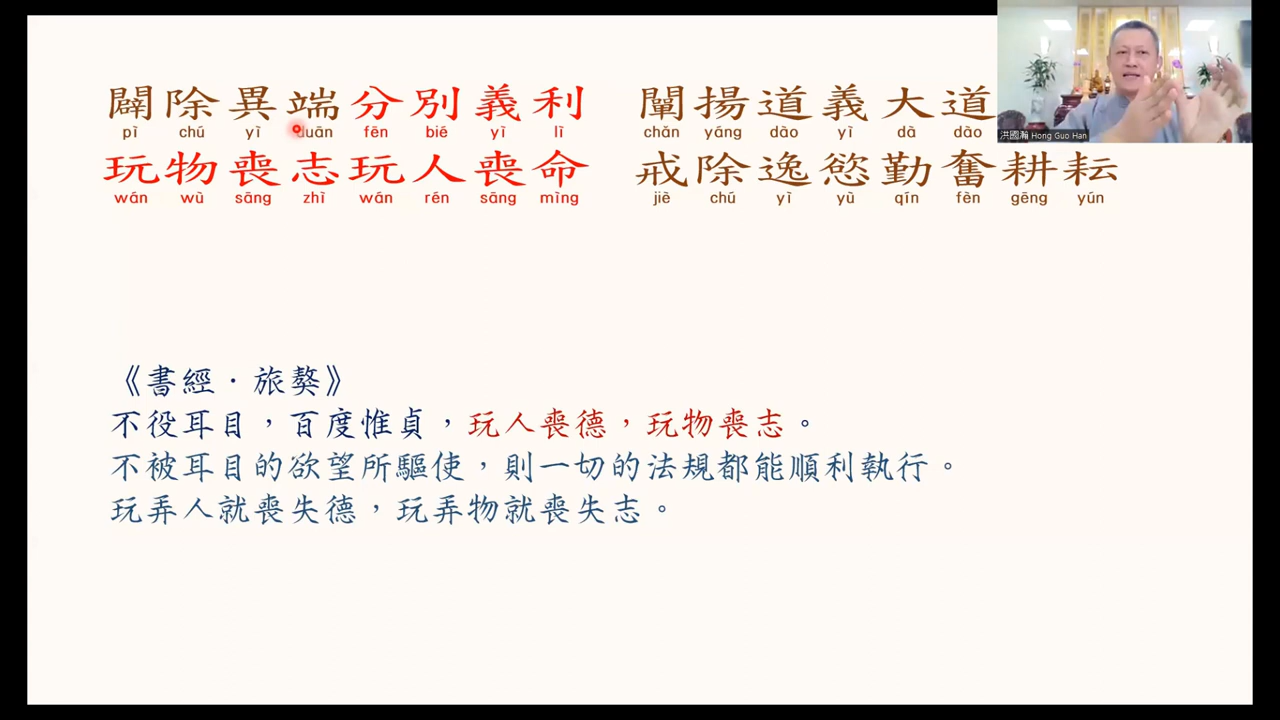 闢除異端分別義利 闡揚道義大道
pì chú yì duān fēn bié yì lì chǎn yáng dào yì dà dào
玩物喪志玩人喪命 戒除逸慾勤奮耕耘
wán wù sāng zhì wán rén sāng mìng jiè chú yì yù qín fèn gēng yún
洪國瀚 Hong Guo Han
《書經．旅獒》
不役耳目，百度惟貞，玩人喪德，玩物喪志。
不被耳目的欲望所驅使，則一切的法規都能順利執行。
玩弄人就喪失德，玩弄物就喪失志。